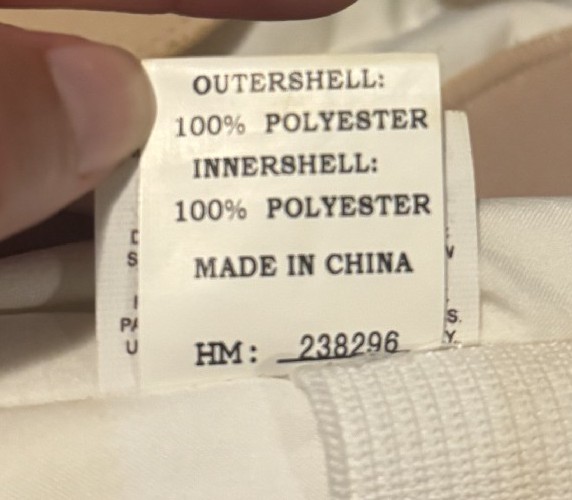 OUTERSHELL:
100% POLYESTER
INNERSHELL:
100% POLYESTER
MADE IN CHINA
HM: 238296